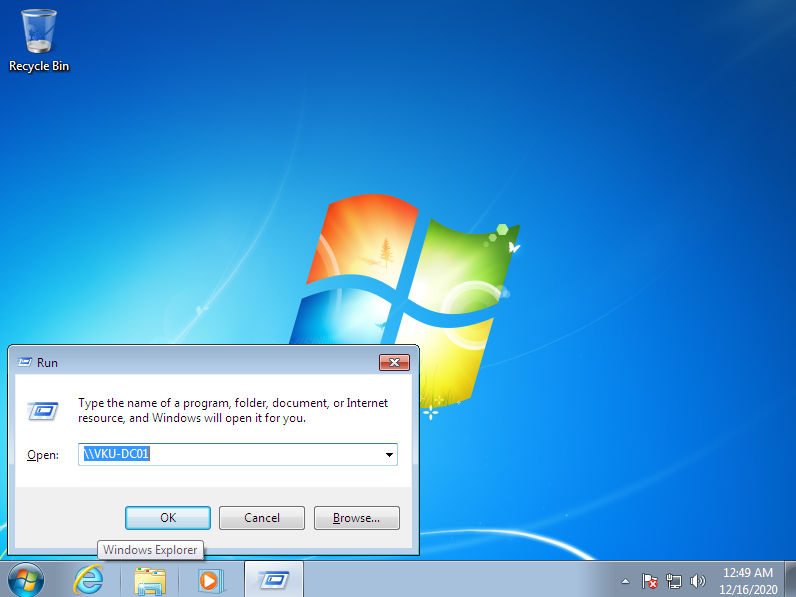 Recycle Bin
Run
Type the name of a program, folder, document, or Internet
resource, and Windows will open it for you.
Open:
\\VKU-DC01
OK
Cancel
Browse...
Windows Explorer
12:49 AM
12/16/2020